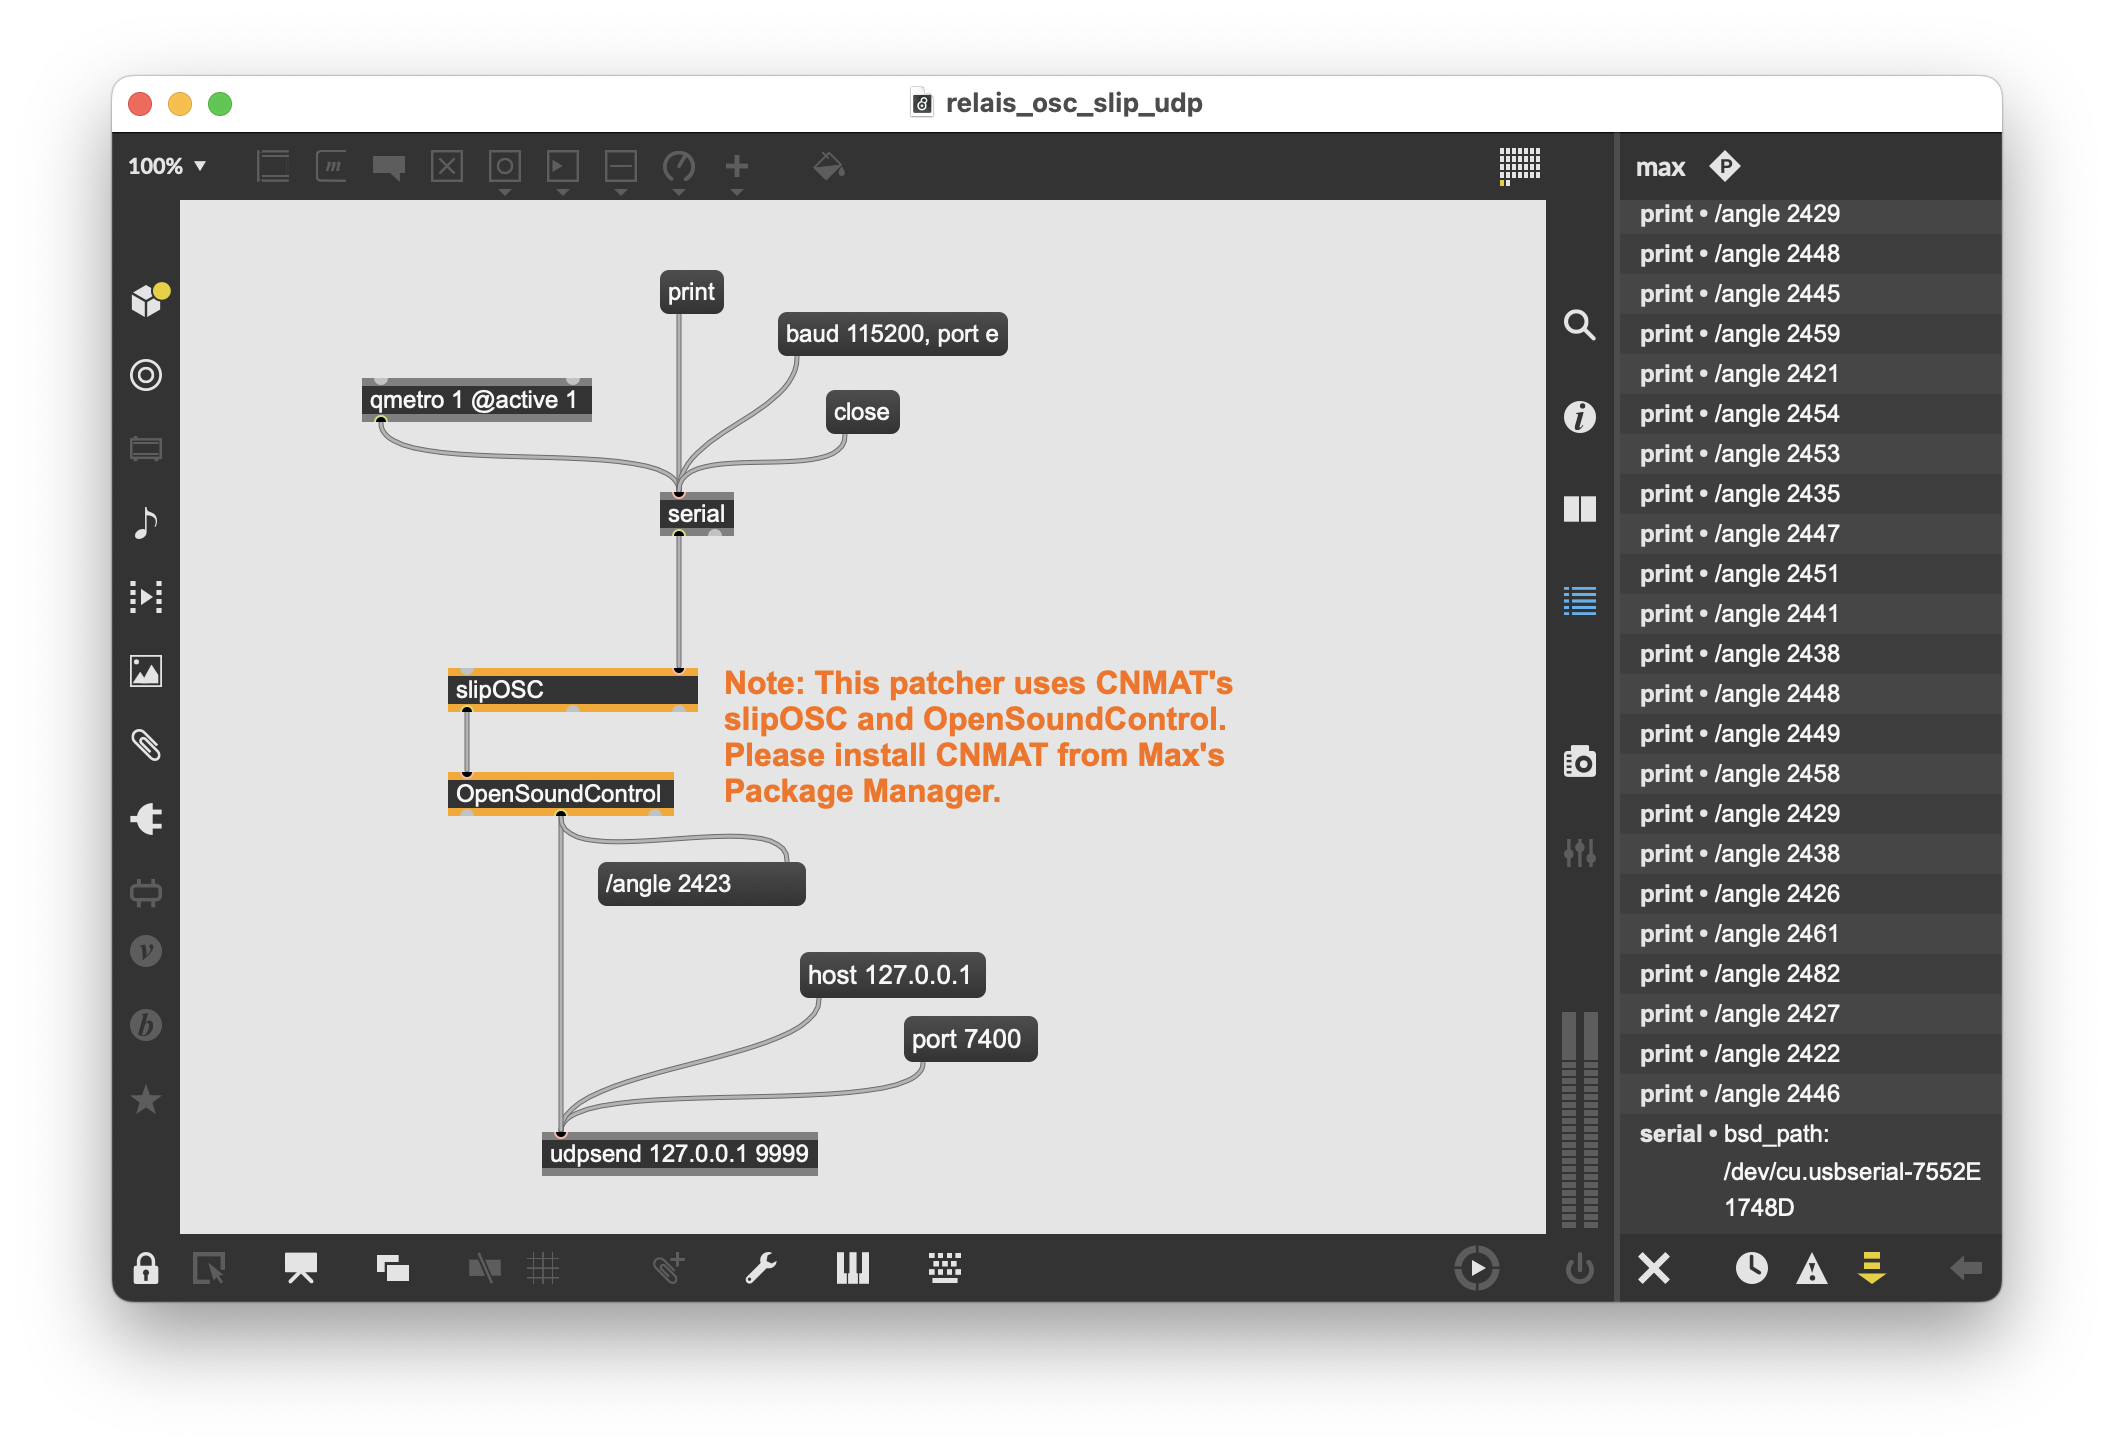 relais_osc_slip_udp
100%
m
max
P
print
baud 115200, port e
qmetro 1 @active 1
close
serial
slipOSC
Note: This patcher uses CNMAT's
slipOSC and OpenSoundControl.
Please install CNMAT from Max's
Package Manager.
OpenSoundControl
/angle 2423
host 127.0.0.1
port 7400
udpsend 127.0.0.1 9999
i
v
b
print • /angle 2429
print • /angle 2448
print • /angle 2445
print • /angle 2459
print • /angle 2421
print • /angle 2454
print • /angle 2453
print • /angle 2435
print • /angle 2447
print • /angle 2451
print • /angle 2441
print • /angle 2438
print • /angle 2448
print • /angle 2449
print • /angle 2458
print • /angle 2429
print • /angle 2438
print • /angle 2426
print • /angle 2461
print • /angle 2482
print • /angle 2427
print • /angle 2422
print • /angle 2446
serial • bsd_path:
/dev/cu.usbserial-7552E
1748D